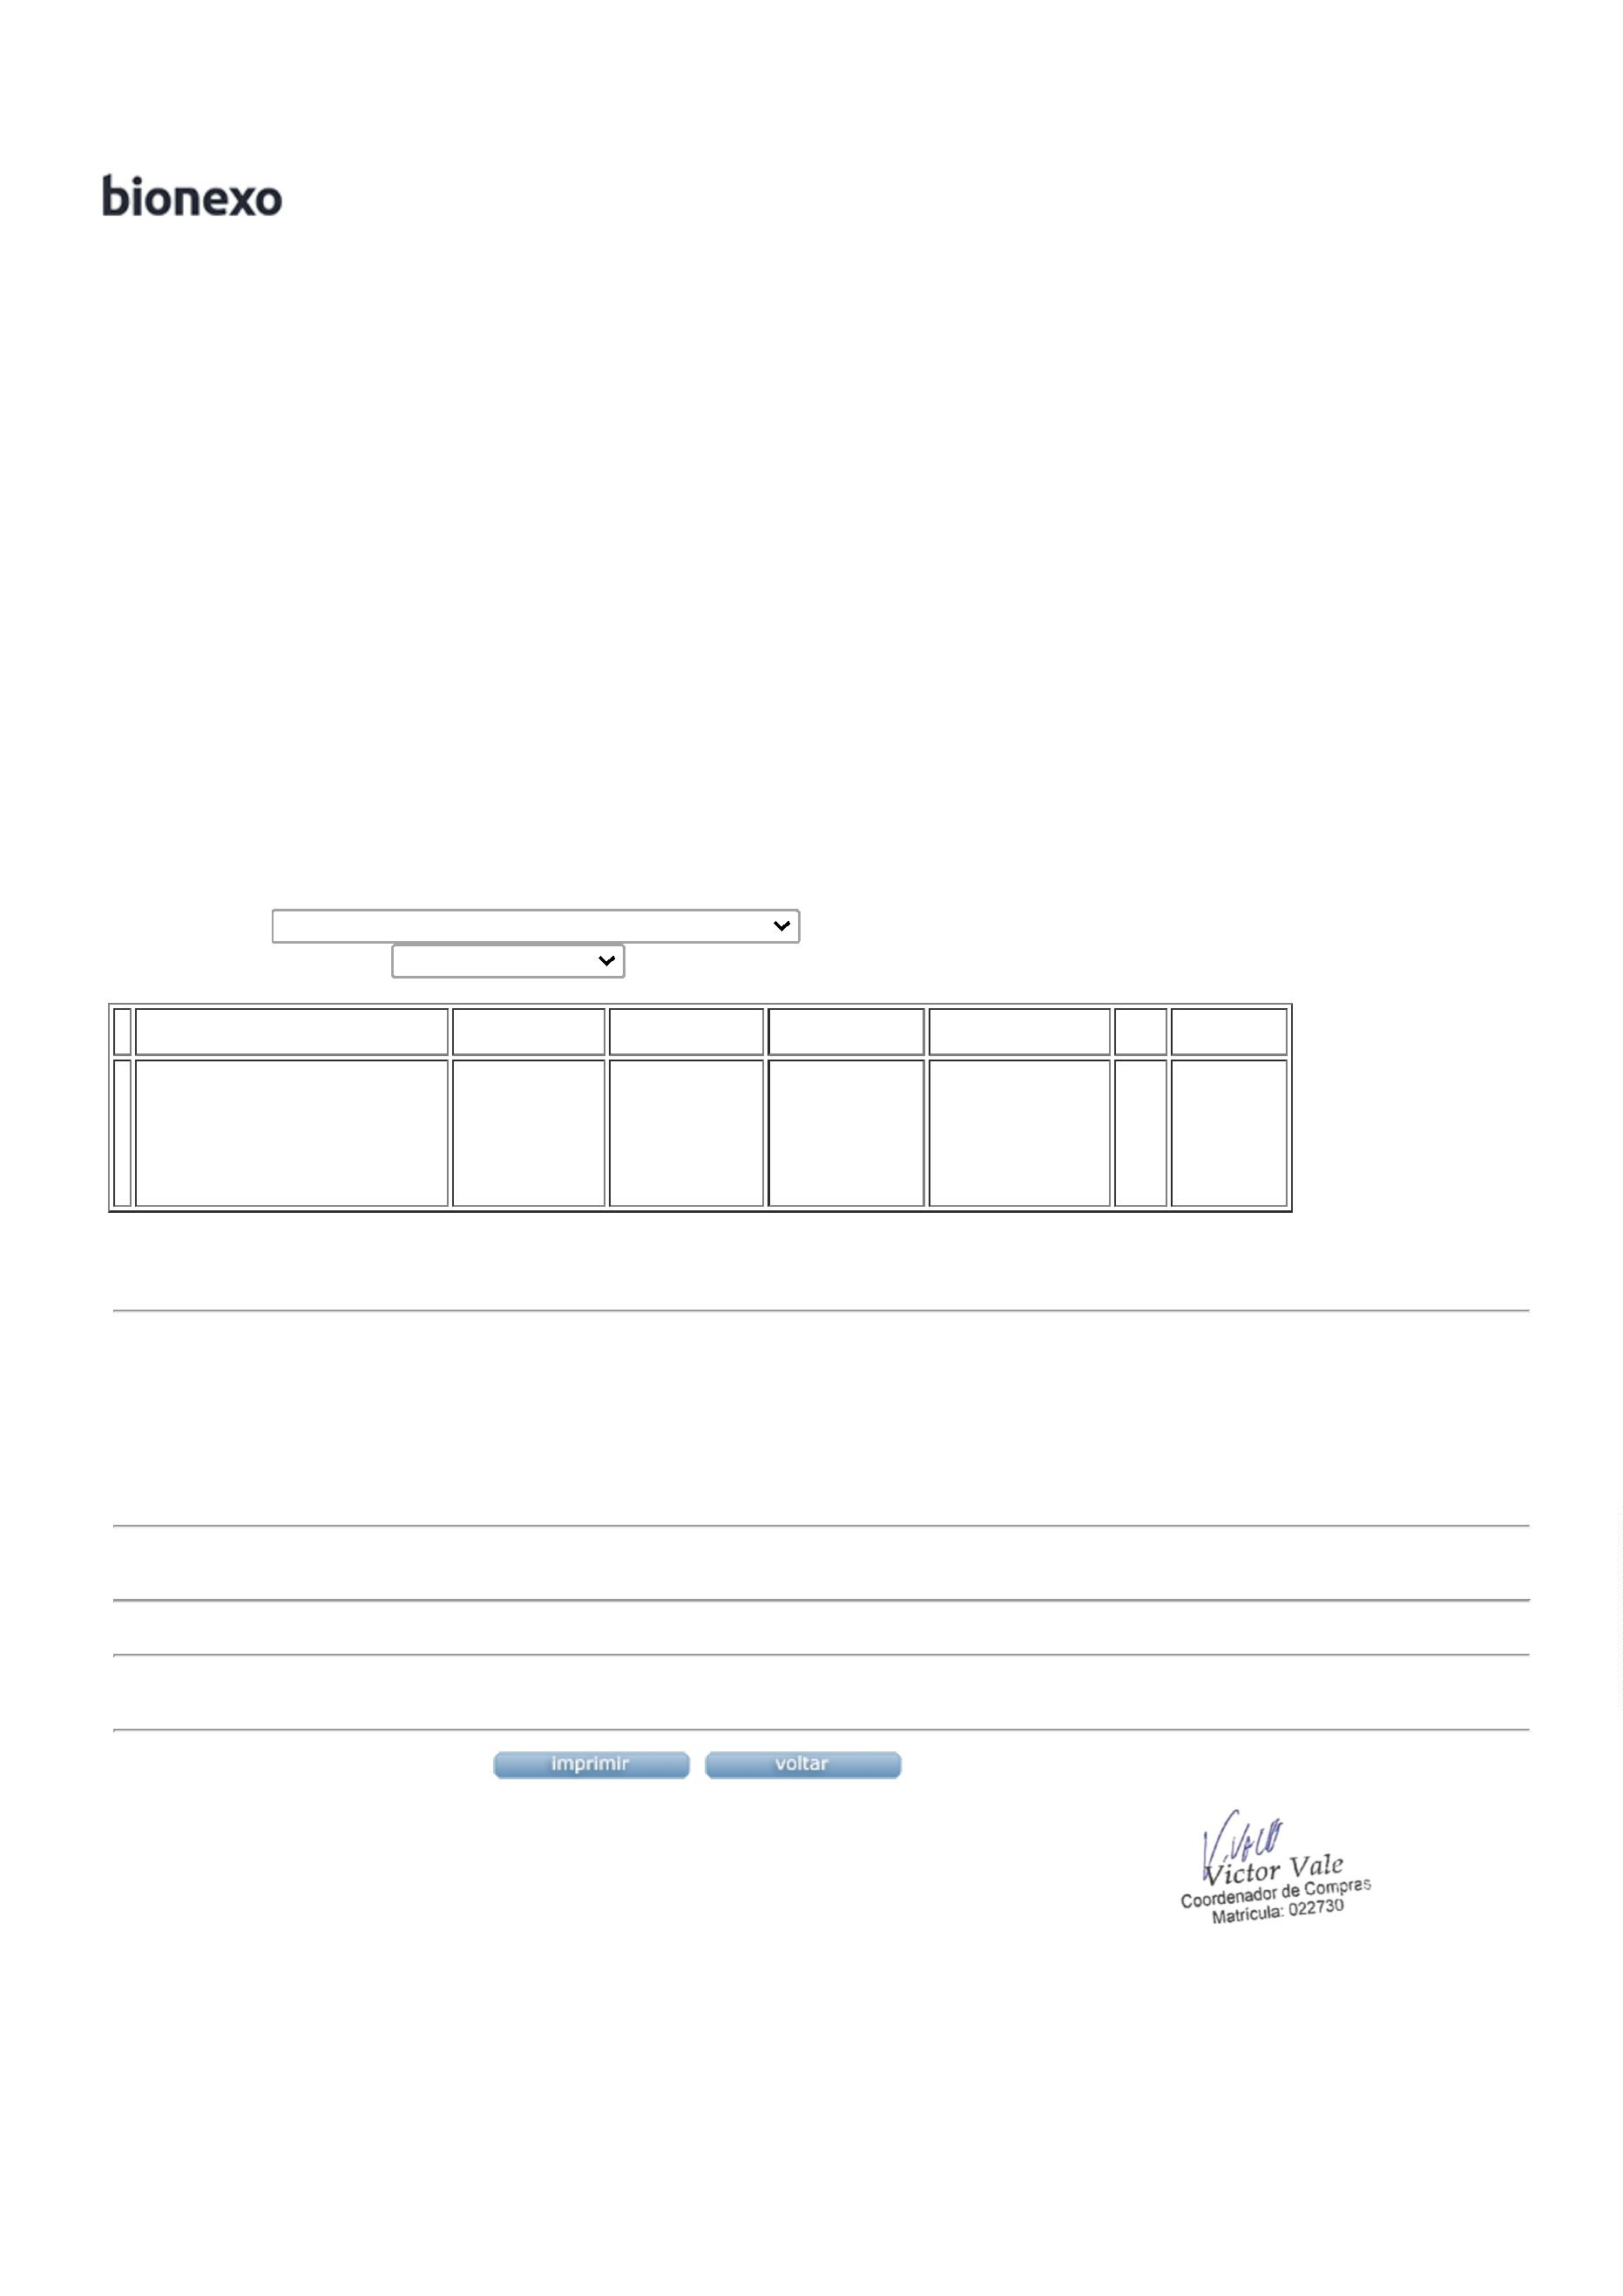 bionexo
imprimir
voltar
Victor Vale
Coordenador de Compras
Matrícula: 022730